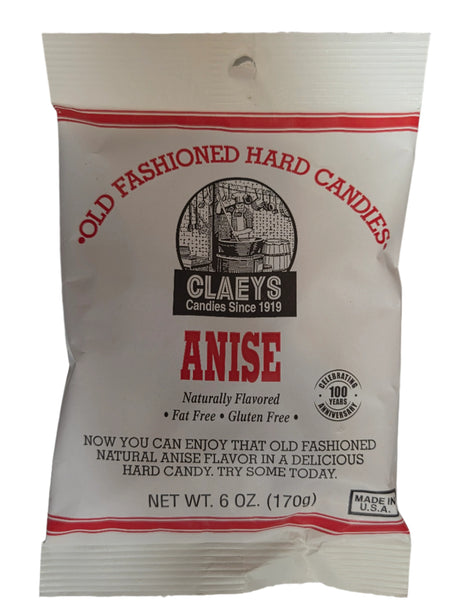 •OLD FASHIONED HARD CANDIES•
CLAEYS
Candies Since 1919
ANISE
Naturally Flavored
• Fat Free • Gluten Free •
CELEBRATING
100
YEARS
ANNIVERSARY
NOW YOU CAN ENJOY THAT OLD FASHIONED
NATURAL ANISE FLAVOR IN A DELICIOUS
HARD CANDY. TRY SOME TODAY.
NET WT. 6 OZ. (170g)
MADE IN
U.S.A.